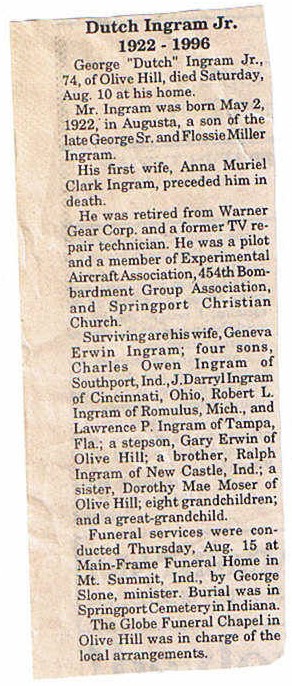 Dutch Ingram Jr.
1922 - 1996
George "Dutch" Ingram Jr.,
74, of Olive Hill, died Saturday,
Aug. 10 at his home.
Mr. Ingram was born May 2,
1922, in Augusta, a son of the
late George Sr. and Flossie Miller
Ingram.
His first wife, Anna Muriel
Clark Ingram, preceded him in
death.
He was retired from Warner
Gear Corp. and a former TV re-
pair technician. He was a pilot
and a member of Experimental
Aircraft Association, 454th Bom-
bardment Group Association,
and Springport Christian
Church.
Surviving are his wife, Geneva
Erwin Ingram; four sons,
Charles Owen Ingram of
Southport, Ind., J. Darryl Ingram
of Cincinnati, Ohio, Robert L.
Ingram of Romulus, Mich., and
Lawrence P. Ingram of Tampa,
Fla.; a stepson, Gary Erwin of
Olive Hill; a brother, Ralph
Ingram of New Castle, Ind.; a
sister, Dorothy Mae Moser of
Olive Hill; eight grandchildren;
and a great-grandchild.
Funeral services were con-
ducted Thursday, Aug. 15 at
Main-Frame Funeral Home in
Mt. Summit, Ind., by George
Slone, minister. Burial was in
Springport Cemetery in Indiana.
The Globe Funeral Chapel in
Olive Hill was in charge of the
local arrangements.